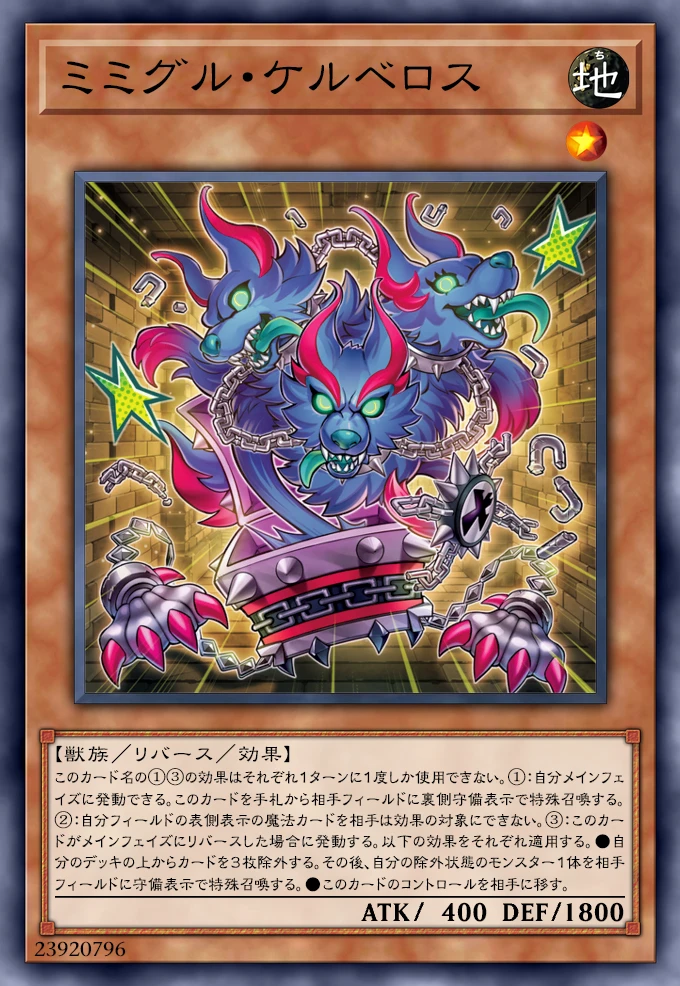 ミミグル・ケルベロス
ち
地
【獣族／リバース／効果】
このカード名の①③の効果はそれぞれ1ターンに1度しか使用できない。①：自分メインフェ
イズに発動できる。このカードを手札から相手フィールドに裏側守備表示で特殊召喚する。
②：自分フィールドの表側表示の魔法カードを相手は効果の対象にできない。③：このカー
ドがメインフェイズにリバースした場合に発動する。以下の効果をそれぞれ適用する。●自
分のデッキの上からカードを3枚除外する。その後、自分の除外状態のモンスター1体を相手
フィールドに守備表示で特殊召喚する。●このカードのコントロールを相手に移す。
ATK/ 400 DEF/1800
23920796